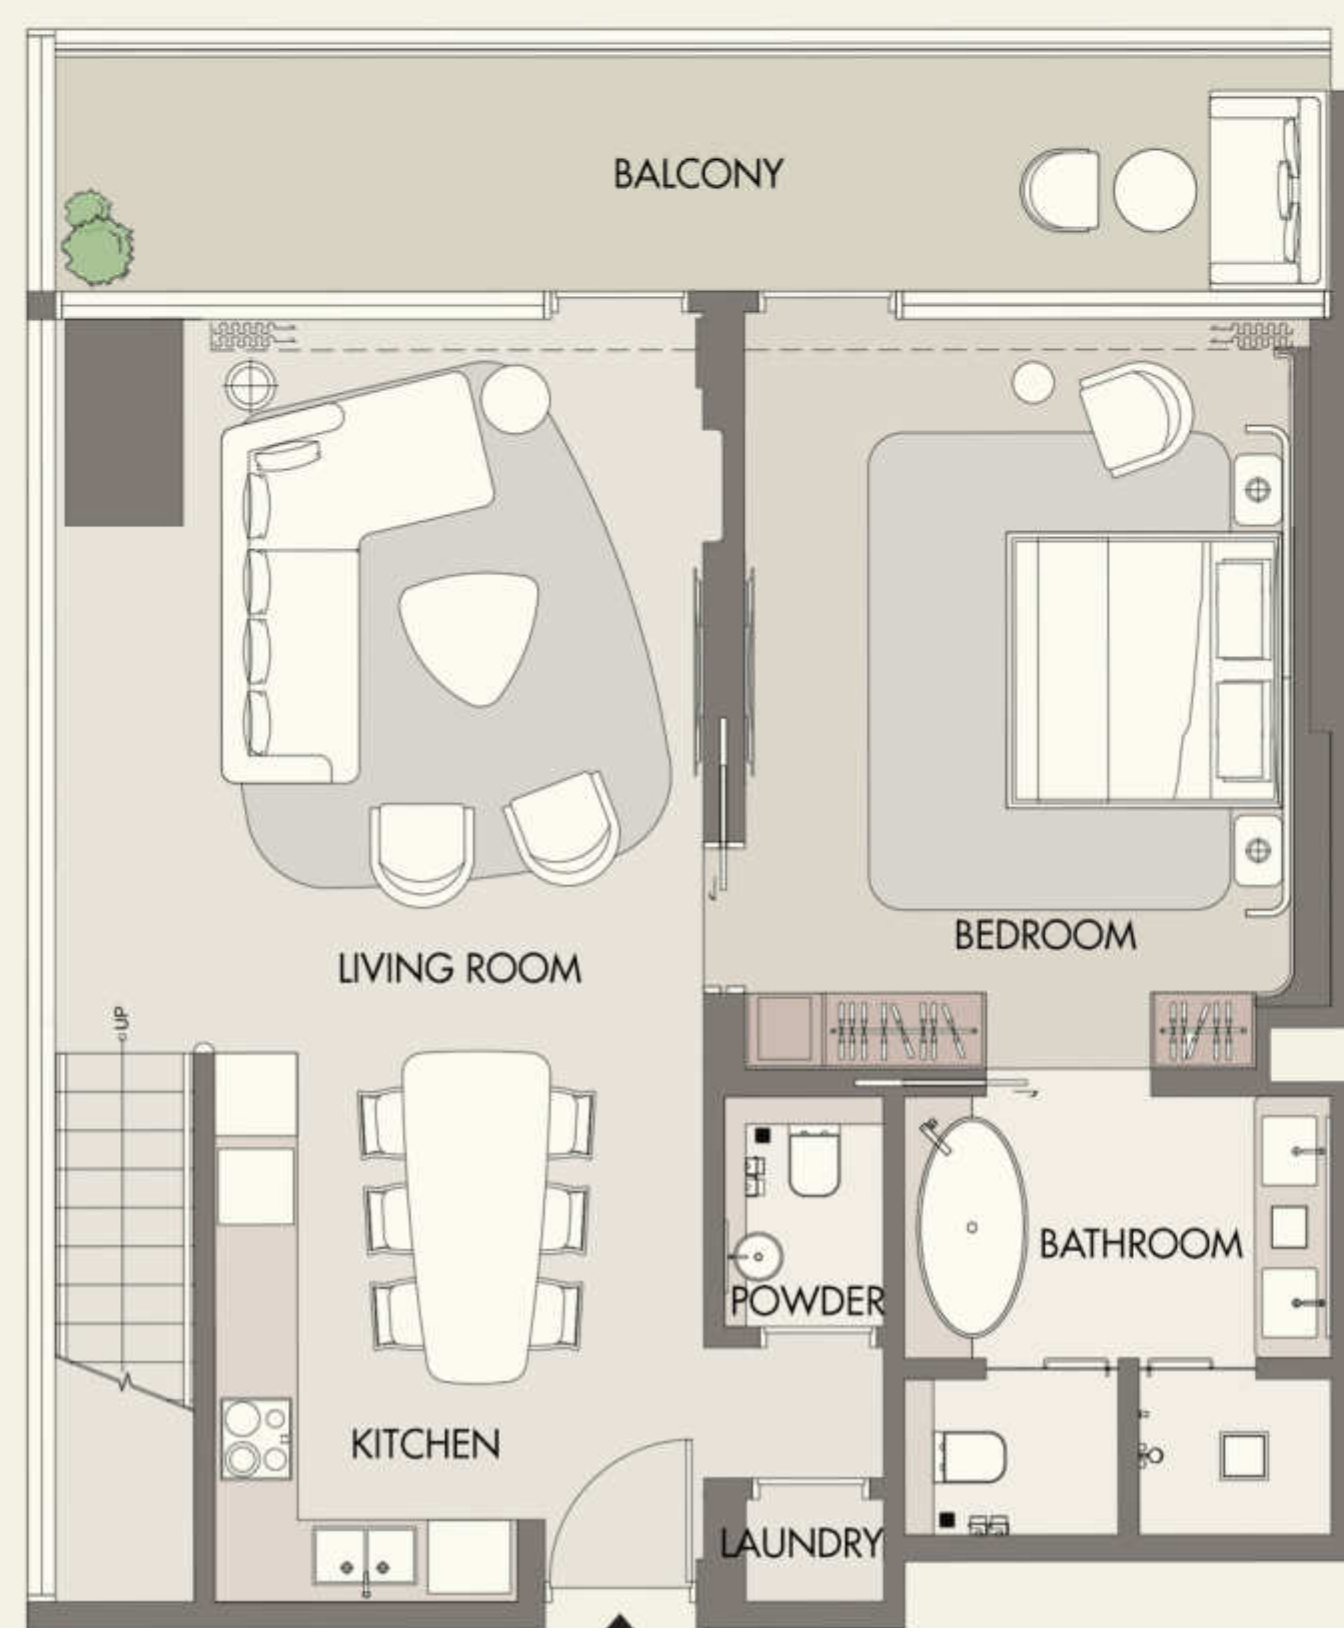 BALCONY
BEDROOM
LIVING ROOM
UP
BATHROOM
POWDER
KITCHEN
LAUNDRY